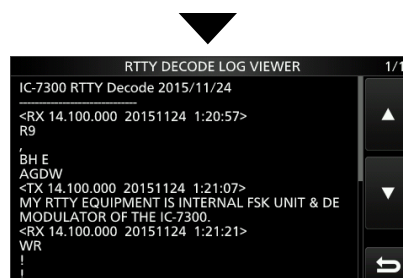 RTTY DECODE LOG VIEWER 1/1
IC-7300 RTTY Decode 2015/11/24
--------------------------------
<RX 14.100.000 20151124 1:20:57>
R9
,
BH E
AGDW
<TX 14.100.000 20151124 1:21:07>
MY RTTY EQUIPMENT IS INTERNAL FSK UNIT & DE
MODULATOR OF THE IC-7300.
<RX 14.100.000 20151124 1:21:21>
WR
!
!